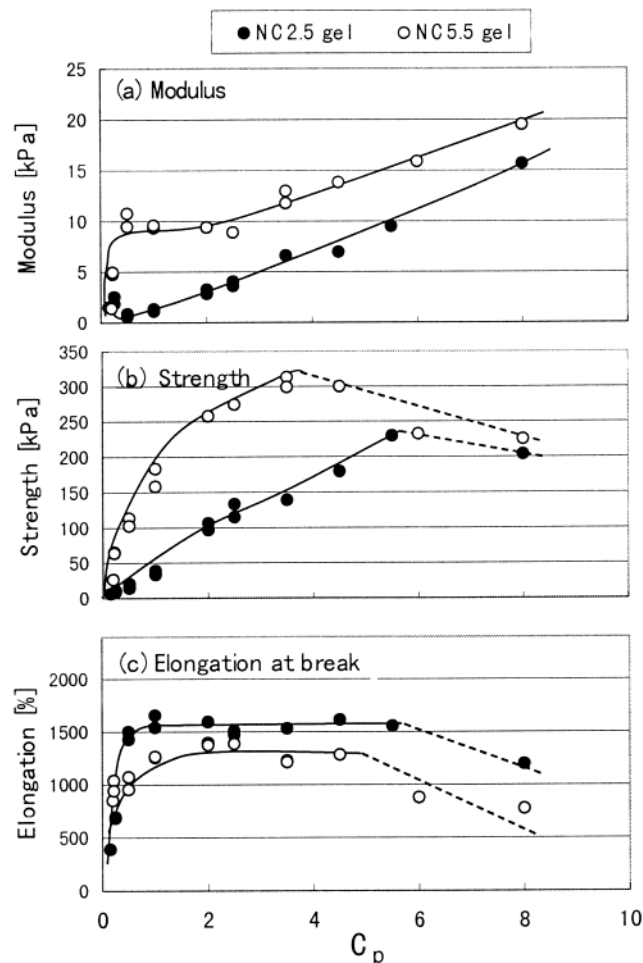 ● NC2.5 gel ○ NC5.5 gel
25
(a) Modulus
20
15
10
5
0
Modulus [kPa]
350
(b) Strength
300
250
200
150
100
50
0
Strength [kPa]
(c) Elongation at break
2000
1500
1000
500
0
Elongation [%]
0 2 4 6 8 10
Cp